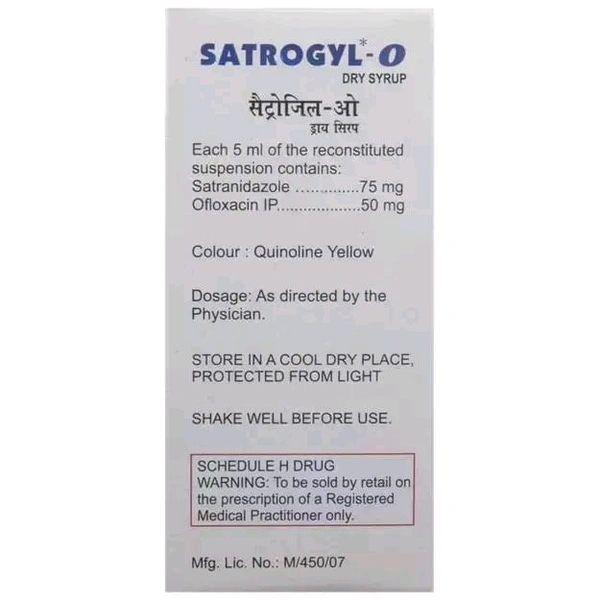 SATROGYL*-O
DRY SYRUP
सैट्रोजिल-ओ
ड्राय सिरप
Each 5 ml of the reconstituted
suspension contains:
Satranidazole .............75 mg
Ofloxacin IP...................50 mg
Colour : Quinoline Yellow
Dosage: As directed by the
Physician.
STORE IN A COOL DRY PLACE,
PROTECTED FROM LIGHT
SHAKE WELL BEFORE USE.
SCHEDULE H DRUG
WARNING: To be sold by retail on
the prescription of a Registered
Medical Practitioner only.
Mfg. Lic. No.: M/450/07